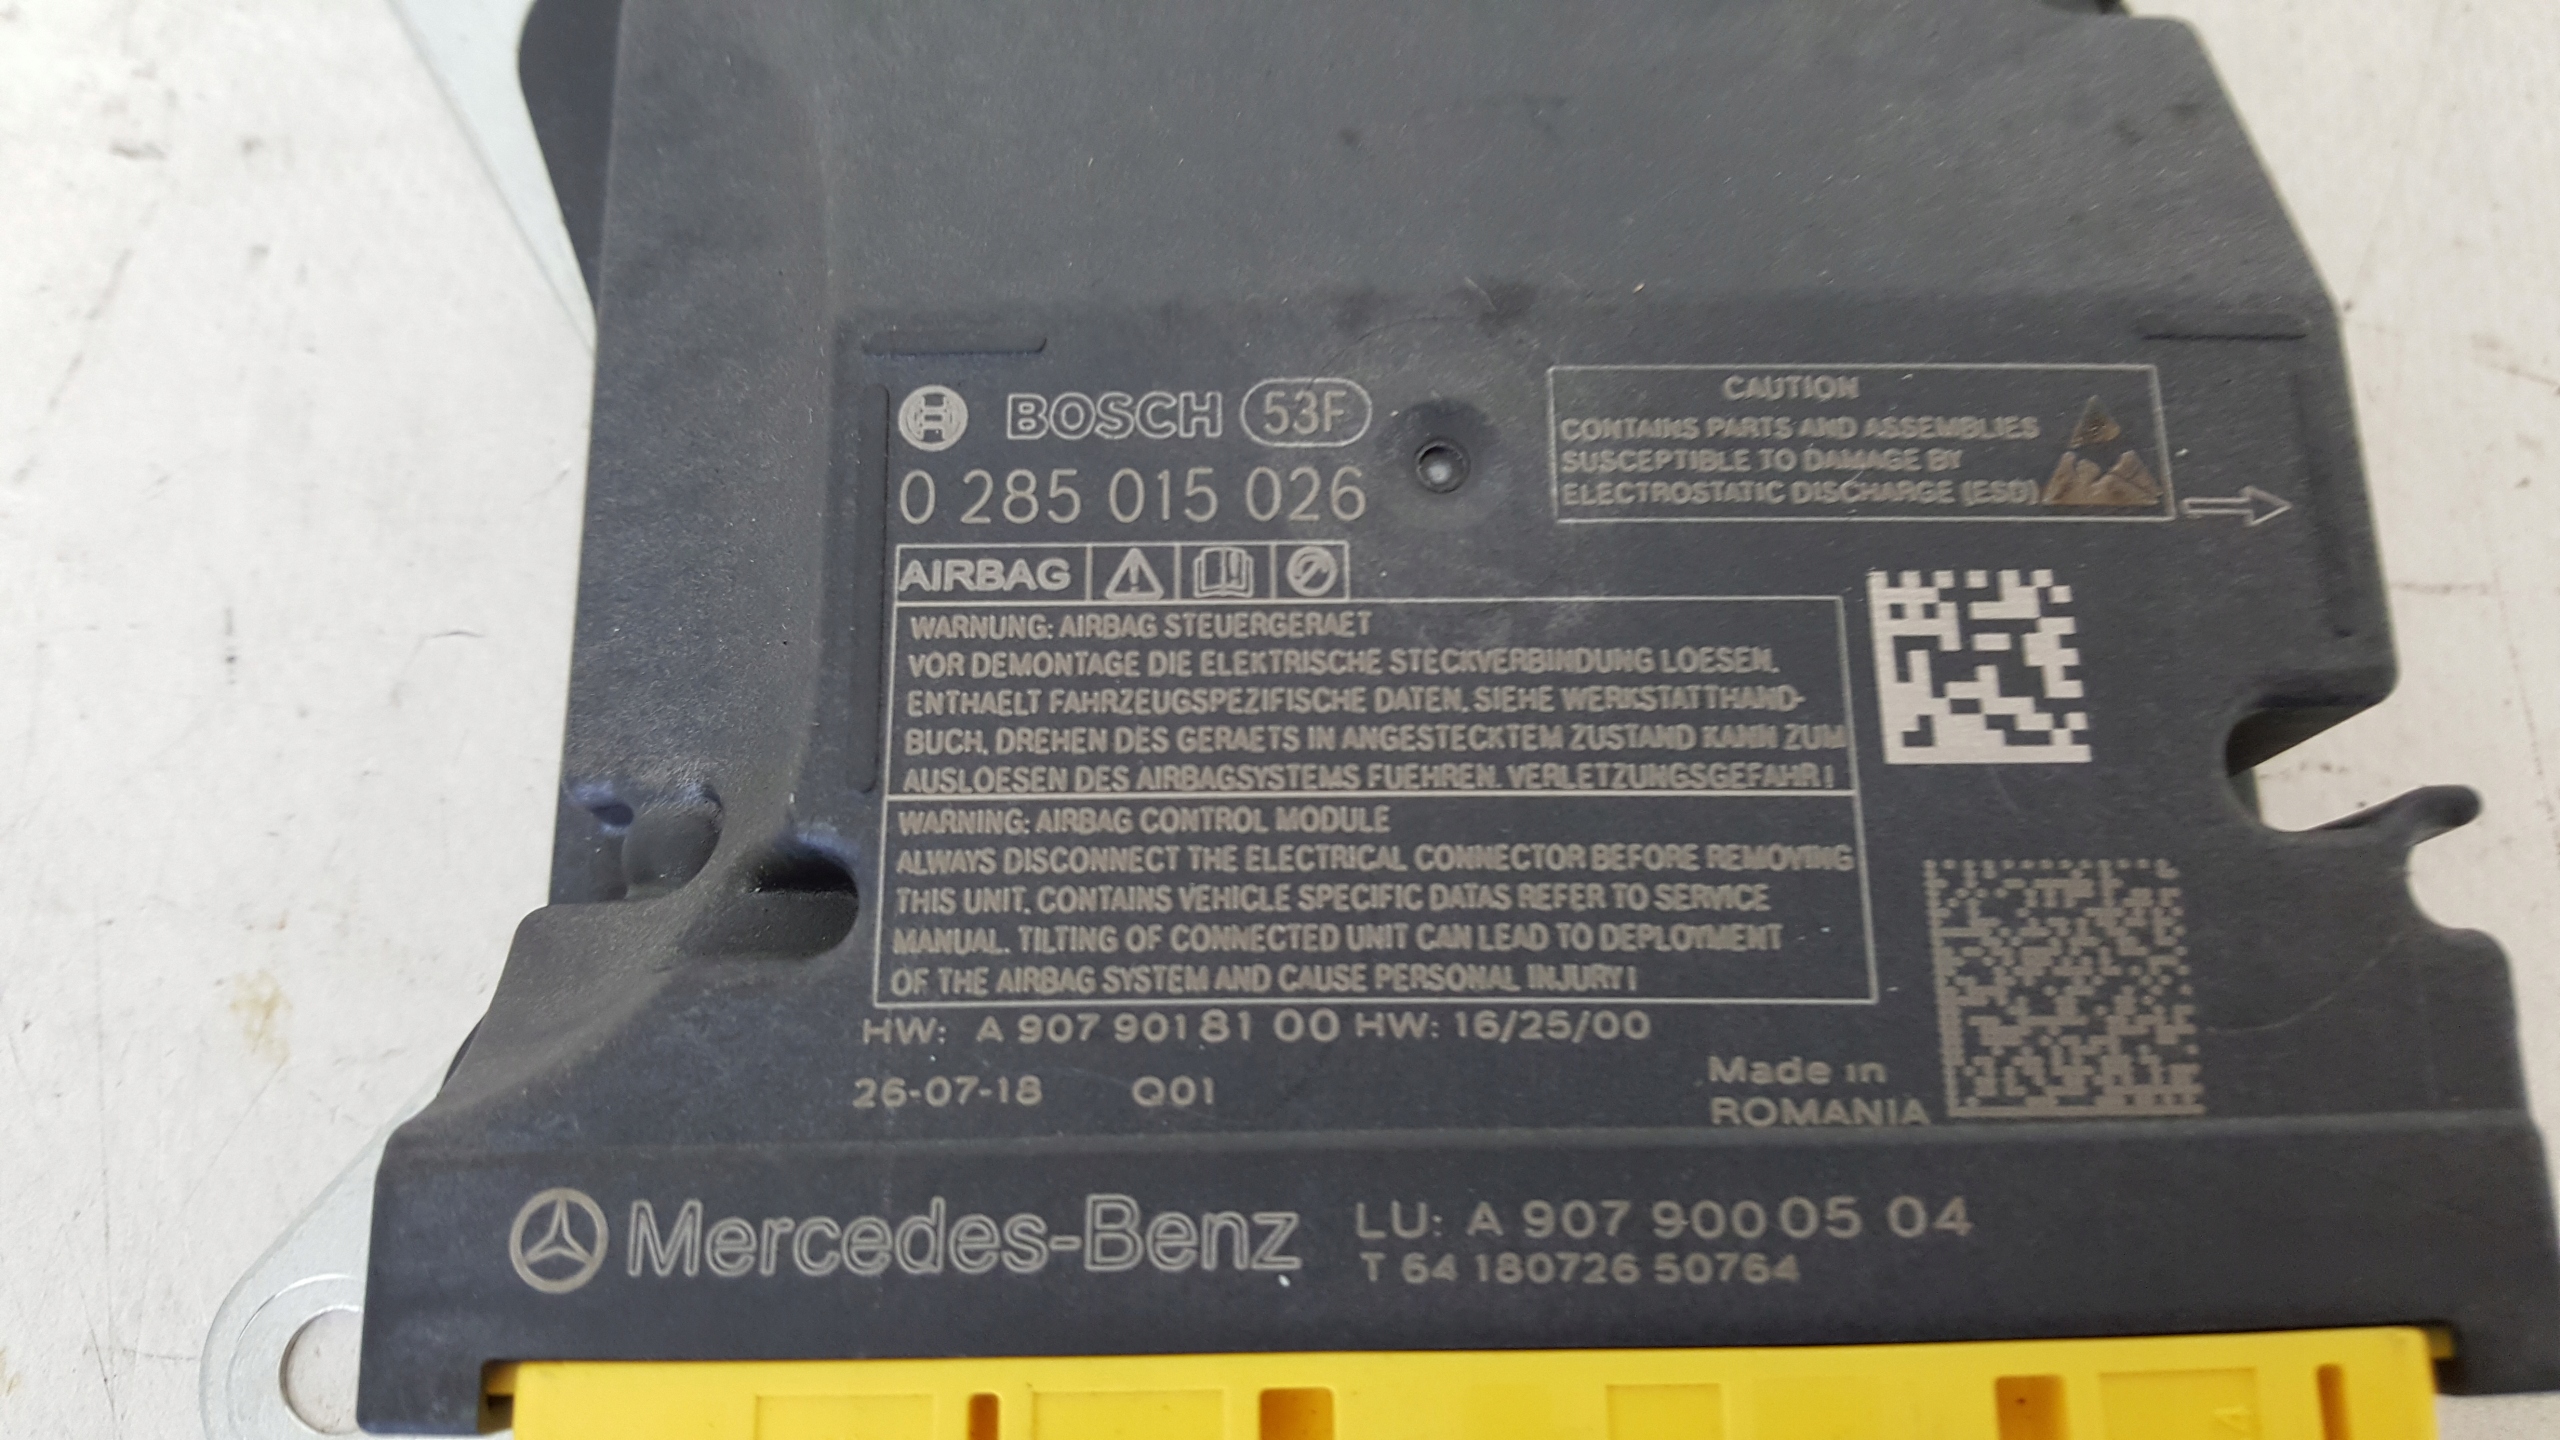 BOSCH 53F
0 285 015 026
CAUTION
CONTAINS PARTS AND ASSEMBLIES
SUSCEPTIBLE TO DAMAGE BY
ELECTROSTATIC DISCHARGE (ESD)
AIRBAG
WARNUNG: AIRBAG STEUERGERAET
VOR DEMONTAGE DIE ELEKTRISCHE STECKVERBINDUNG LOESEN.
ENTHAELT FAHRZEUGSPEZIFISCHE DATEN. SIEHE WERKSTATTHAND-
BUCH. DREHEN DES GERAETS IN ANGESTECKTEM ZUSTAND KANN ZUM
AUSLOESEN DES AIRBAGSYSTEMS FUEHREN. VERLETZUNGSGEFAHR!
WARNING: AIRBAG CONTROL MODULE
ALWAYS DISCONNECT THE ELECTRICAL CONNECTOR BEFORE REMOVING
THIS UNIT. CONTAINS VEHICLE SPECIFIC DATAS REFER TO SERVICE
MANUAL. TILTING OF CONNECTED UNIT CAN LEAD TO DEPLOYMENT
OF THE AIRBAG SYSTEM AND CAUSE PERSONAL INJURY!
HW: A 907 901 81 00 HW: 16/25/00
26-07-18 Q01
Made in
ROMANIA
Mercedes-Benz LU: A 907 900 05 04
T 64 180726 50764